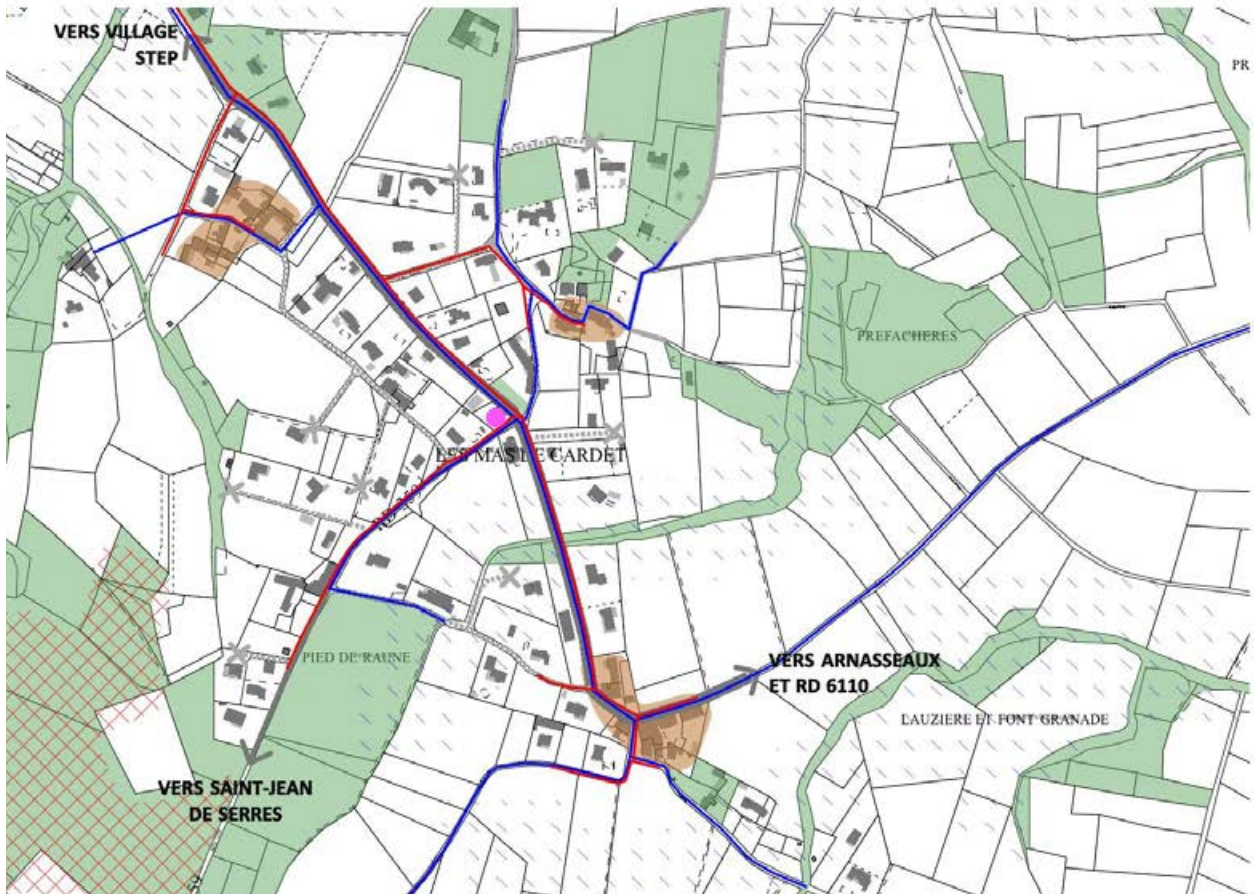 VERS VILLAGE
STEP
PR
PREFACHERES
LES MAS DE CARDET
PIED DE RAUNE
VERS ARNASSEAUX
ET RD 6110
LAUZIERE ET FONT GRANADE
VERS SAINT-JEAN
DE SERRES